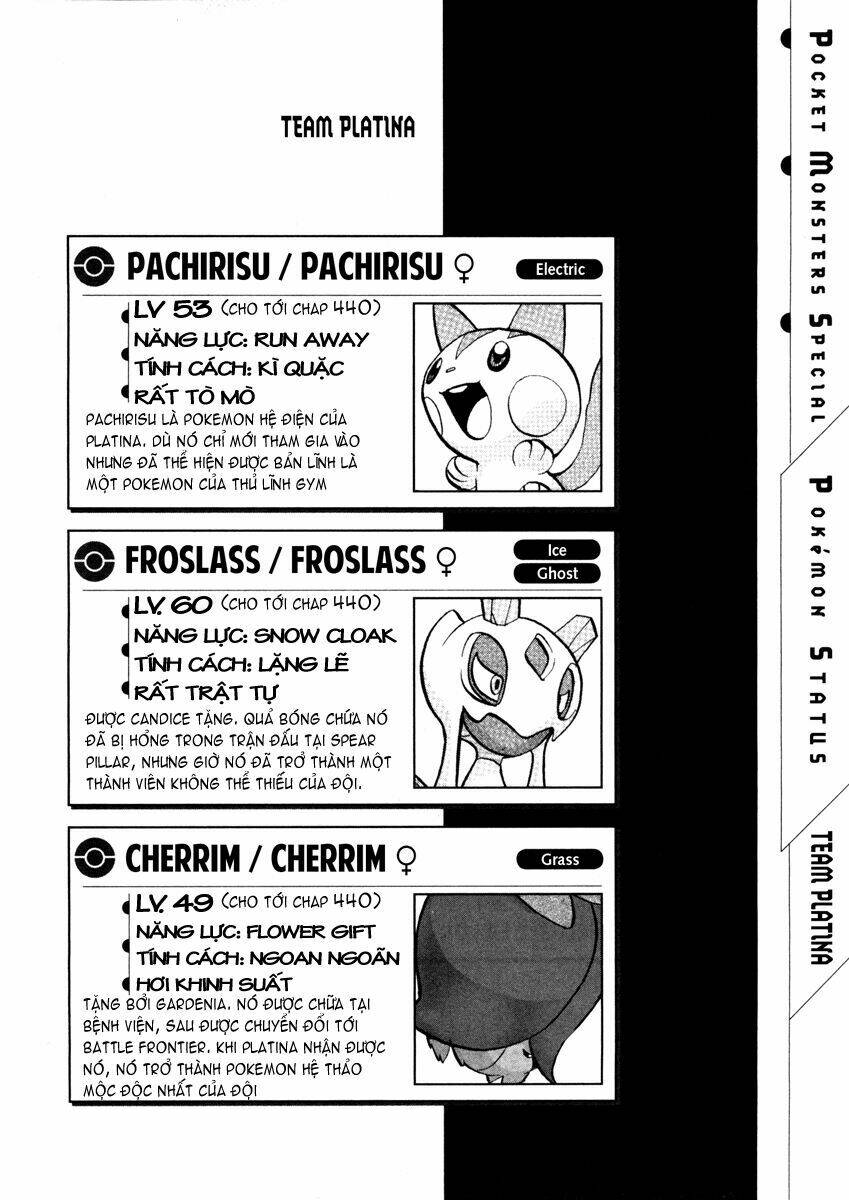 TEAM PLATINA
PACHIRISU / PACHIRISU ♀
Electric
LV 53 (CHO TỚI CHAP 440)
NĂNG LỰC: RUN AWAY
TÍNH CÁCH: KÌ QUẶC
RẤT TÒ MÒ
PACHIRISU LÀ POKEMON HỆ ĐIỆN CỦA
PLATINA. DÙ NÓ CHỈ MỚI THAM GIA VÀO
NHƯNG ĐÃ THỂ HIỆN ĐƯỢC BẢN LĨNH LÀ
MỘT POKEMON CỦA THỦ LĨNH GYM
FROSLASS / FROSLASS ♀
Ice
Ghost
LV. 60 (CHO TỚI CHAP 440)
NĂNG LỰC: SNOW CLOAK
TÍNH CÁCH: LẶNG LẼ
RẤT TRẬT TỰ
ĐƯỢC CANDICE TẶNG. QUẢ BÓNG CHỨA NÓ
ĐÃ BỊ HỎNG TRONG TRẬN ĐẤU TẠI SPEAR
PILLAR, NHƯNG GIỜ NÓ ĐÃ TRỞ THÀNH MỘT
THÀNH VIÊN KHÔNG THỂ THIẾU CỦA ĐỘI.
CHERRIM / CHERRIM ♀
Grass
LV. 49 (CHO TỚI CHAP 440)
NĂNG LỰC: FLOWER GIFT
TÍNH CÁCH: NGOAN NGOÃN
HƠI KHINH SUẤT
TẶNG BỞI GARDENIA. NÓ ĐƯỢC CHỮA TẠI
BỆNH VIỆN, SAU ĐƯỢC CHUYỂN ĐỔI TỚI
BATTLE FRONTIER. KHI PLATINA NHẬN ĐƯỢC
NÓ, NÓ TRỞ THÀNH POKEMON HỆ THẢO
MỘC ĐỘC NHẤT CỦA ĐỘI
POCKET MONSTERS SPECIAL
POKéMON STATUS
TEAM PLATINA